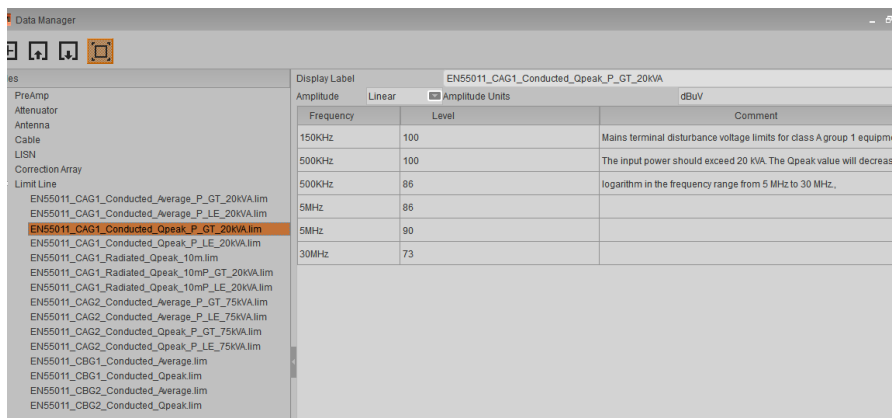 Data Manager
es
Display Label EN55011_CAG1_Conducted_Qpeak_P_GT_20kVA
PreAmp
Amplitude Linear Amplitude Units dBuV
Attenuator
Frequency Level Comment
Antenna
Cable
150KHz 100 Mains terminal disturbance voltage limits for class A group 1 equipm
LISN
500KHz 100 The input power should exceed 20 kVA. The Qpeak value will decreas
Correction Array
Limit Line
500KHz 86 logarithm in the frequency range from 5 MHz to 30 MHz.,
EN55011_CAG1_Conducted_Average_P_GT_20kVA.lim
EN55011_CAG1_Conducted_Average_P_LE_20kVA.lim
5MHz 86
EN55011_CAG1_Conducted_Qpeak_P_GT_20kVA.lim
5MHz 90
EN55011_CAG1_Conducted_Qpeak_P_LE_20kVA.lim
30MHz 73
EN55011_CAG1_Radiated_Qpeak_10m.lim
EN55011_CAG1_Radiated_Qpeak_10mP_GT_20kVA.lim
EN55011_CAG1_Radiated_Qpeak_10mP_LE_20kVA.lim
EN55011_CAG2_Conducted_Average_P_GT_75kVA.lim
EN55011_CAG2_Conducted_Average_P_LE_75kVA.lim
EN55011_CAG2_Conducted_Qpeak_P_GT_75kVA.lim
EN55011_CAG2_Conducted_Qpeak_P_LE_75kVA.lim
EN55011_CBG1_Conducted_Average.lim
EN55011_CBG1_Conducted_Qpeak.lim
EN55011_CBG2_Conducted_Average.lim
EN55011_CBG2_Conducted_Qpeak.lim